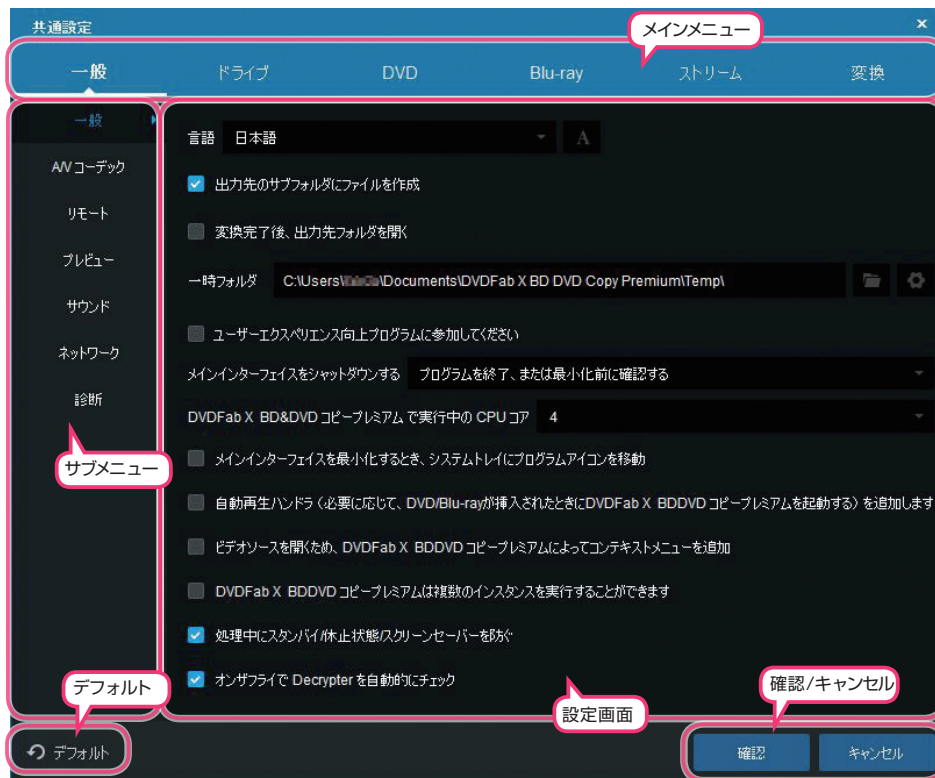 共通設定
メインメニュー
一般 ドライブ DVD Blu-ray ストリーム 変換
一般
A/Vコーデック
リモート
プレビュー
サウンド
ネットワーク
診断
サブメニュー
言語 日本語 A
出力先のサブフォルダにファイルを作成
変換完了後、出力先フォルダを開く
一時フォルダ C:\Users\ \Documents\DVDFab X BD DVD Copy Premium\Temp\
ユーザーエクスペリエンス向上プログラムに参加してください
メインインターフェイスをシャットダウンする プログラムを終了、または最小化前に確認する
DVDFab X BD&DVD コピープレミアム で実行中の CPU コア 4
メインインターフェイスを最小化するとき、システムトレイにプログラムアイコンを移動
自動再生ハンドラ（必要に応じて、DVD/Blu-rayが挿入されたときにDVDFab X BDDVD コピープレミアムを起動する）を追加します
ビデオソースを開くため、DVDFab X BDDVD コピープレミアムによってコンテキストメニューを追加
DVDFab X BDDVD コピープレミアムは複数のインスタンスを実行することができます
処理中にスタンバイ/休止状態/スクリーンセーバーを防ぐ
オンザフライで Decrypter を自動的にチェック
デフォルト
設定画面
確認/キャンセル
デフォルト
確認 キャンセル